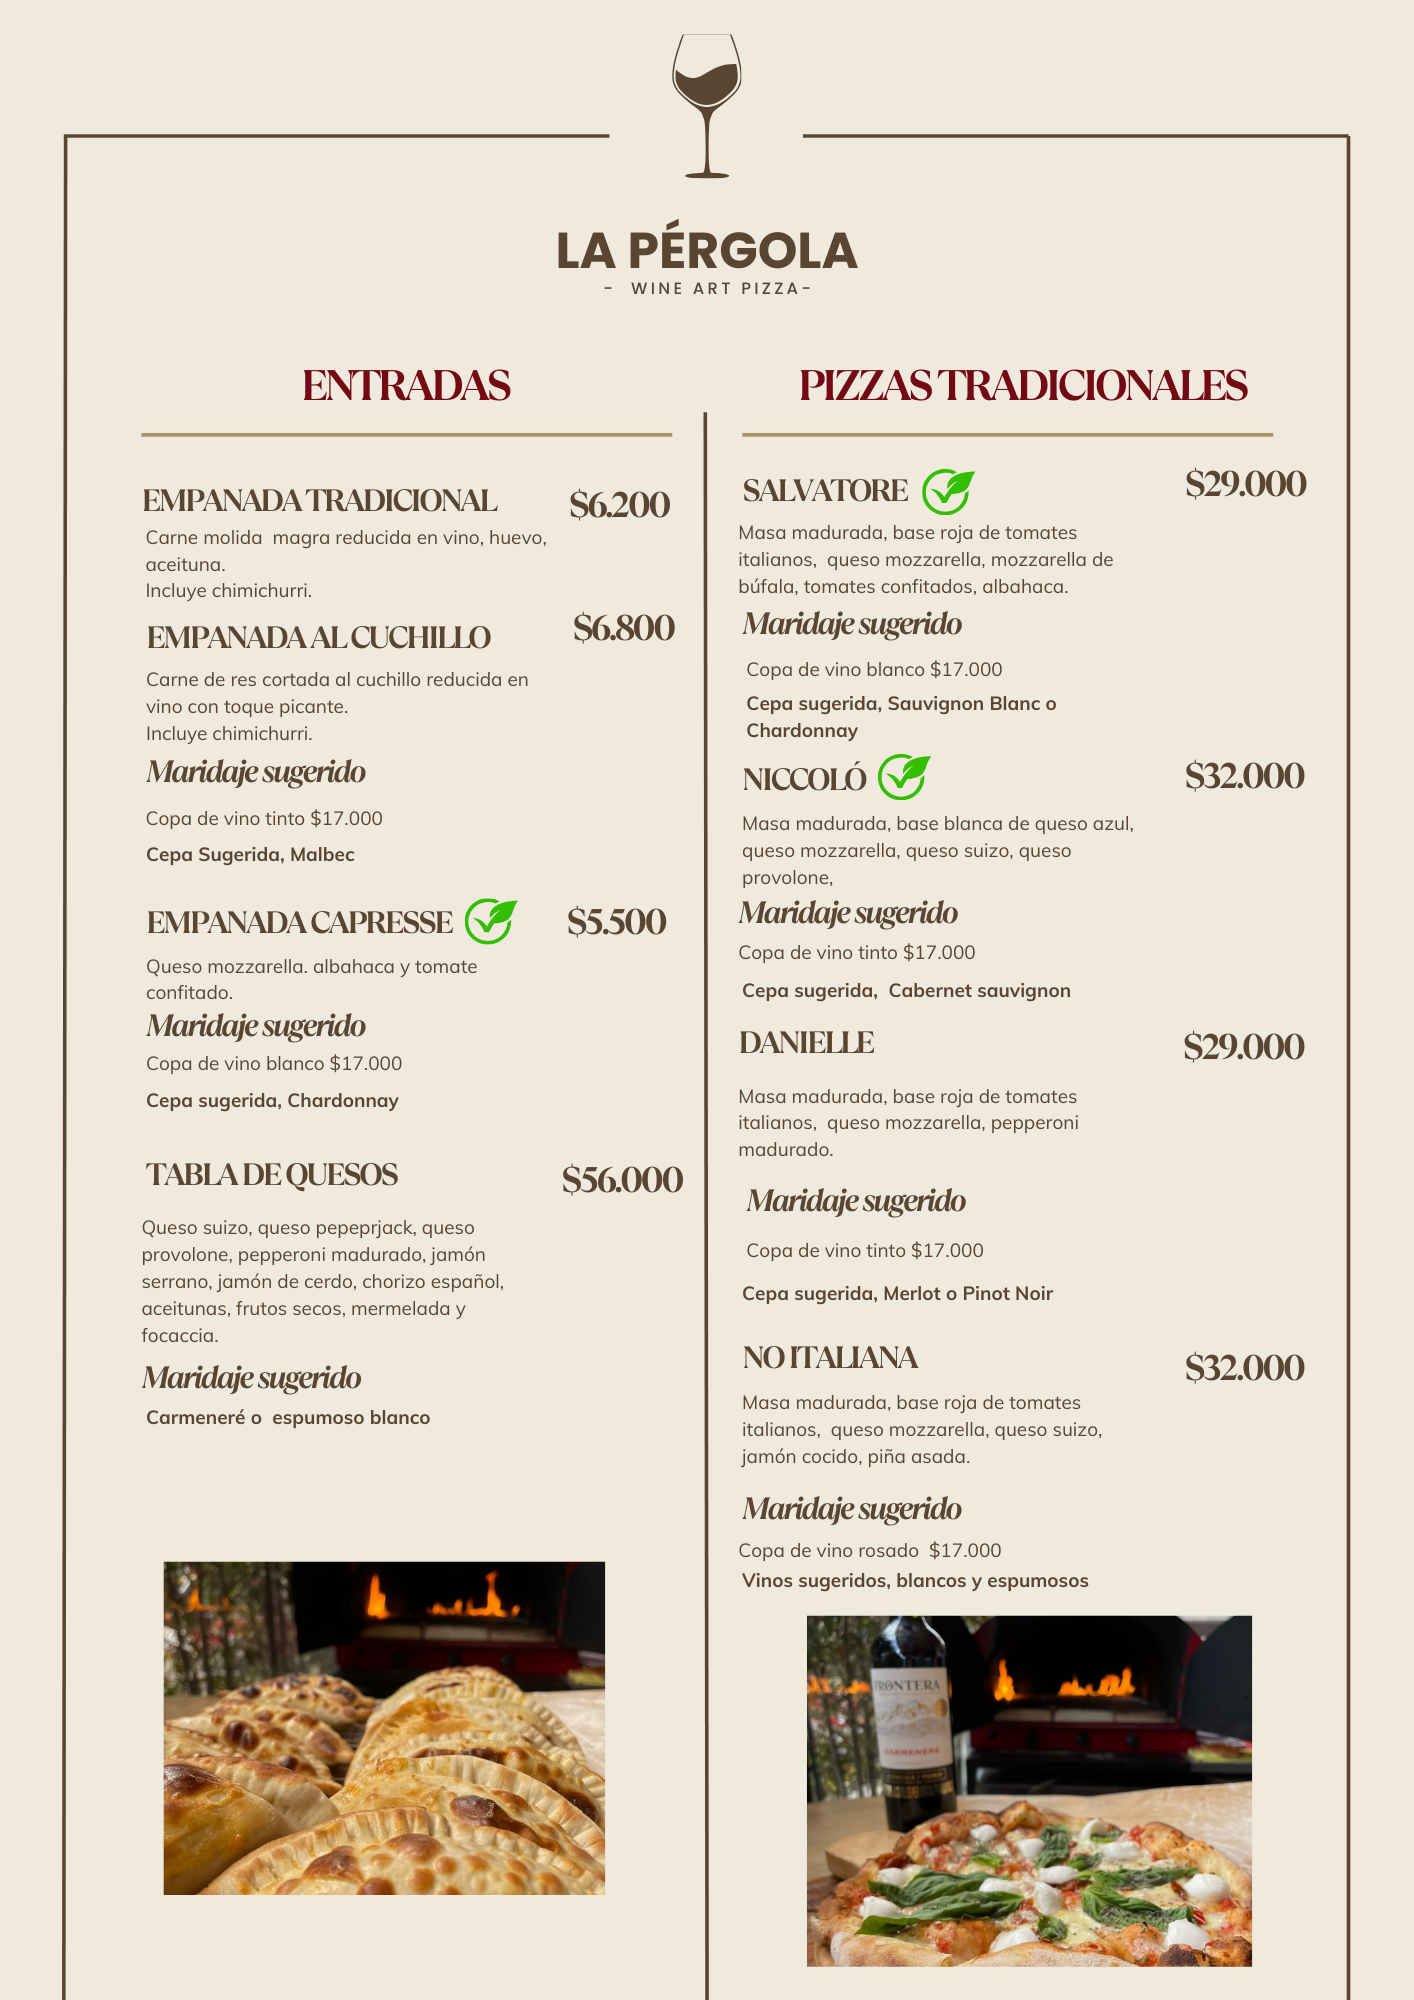 LA PÉRGOLA
- WINE ART PIZZA-
ENTRADAS
EMPANADA TRADICIONAL
$6.200
Carne molida  magra reducida en vino, huevo,
aceituna.
Incluye chimichurri.
EMPANADA AL CUCHILLO
$6.800
Carne de res cortada al cuchillo reducida en
vino con toque picante.
Incluye chimichurri.
Maridaje sugerido
Copa de vino tinto $17.000
Cepa Sugerida, Malbec
EMPANADA CAPRESSE
$5.500
Queso mozzarella. albahaca y tomate
confitado.
Maridaje sugerido
Copa de vino blanco $17.000
Cepa sugerida, Chardonnay
TABLA DE QUESOS
$56.000
Queso suizo, queso pepeprjack, queso
provolone, pepperoni madurado, jamón
serrano, jamón de cerdo, chorizo español,
aceitunas, frutos secos, mermelada y
focaccia.
Maridaje sugerido
Carmeneré o  espumoso blanco
PIZZAS TRADICIONALES
SALVATORE
$29.000
Masa madurada, base roja de tomates
italianos,  queso mozzarella, mozzarella de
búfala, tomates confitados, albahaca.
Maridaje sugerido
Copa de vino blanco $17.000
Cepa sugerida, Sauvignon Blanc o
Chardonnay
NICCOLÓ
$32.000
Masa madurada, base blanca de queso azul,
queso mozzarella, queso suizo, queso
provolone,
Maridaje sugerido
Copa de vino tinto $17.000
Cepa sugerida,  Cabernet sauvignon
DANIELLE
$29.000
Masa madurada, base roja de tomates
italianos,  queso mozzarella, pepperoni
madurado.
Maridaje sugerido
Copa de vino tinto $17.000
Cepa sugerida, Merlot o Pinot Noir
NO ITALIANA
$32.000
Masa madurada, base roja de tomates
italianos,  queso mozzarella, queso suizo,
jamón cocido, piña asada.
Maridaje sugerido
Copa de vino rosado  $17.000
Vinos sugeridos, blancos y espumosos
FRONTERA
CARMENERE